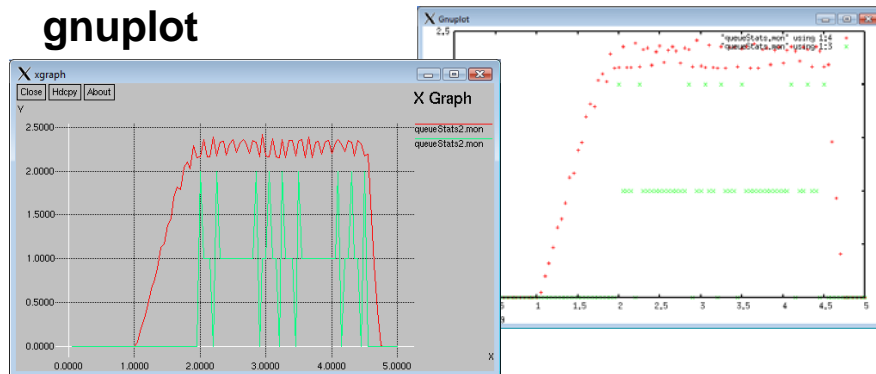 gnuplot
Gnuplot
2.5
"queueStats.mon" using 1:4
"queueStats.mon" using 1:3
xgraph
Close Hdcpy About
X Graph
Y
queueStats2.mon
queueStats2.mon
2.5000
2.0000
1.5000
1.0000
0.5000
0.0000
0.0000 1.0000 2.0000 3.0000 4.0000 5.0000
X
1 1.5 2 2.5 3 3.5 4 4.5 5